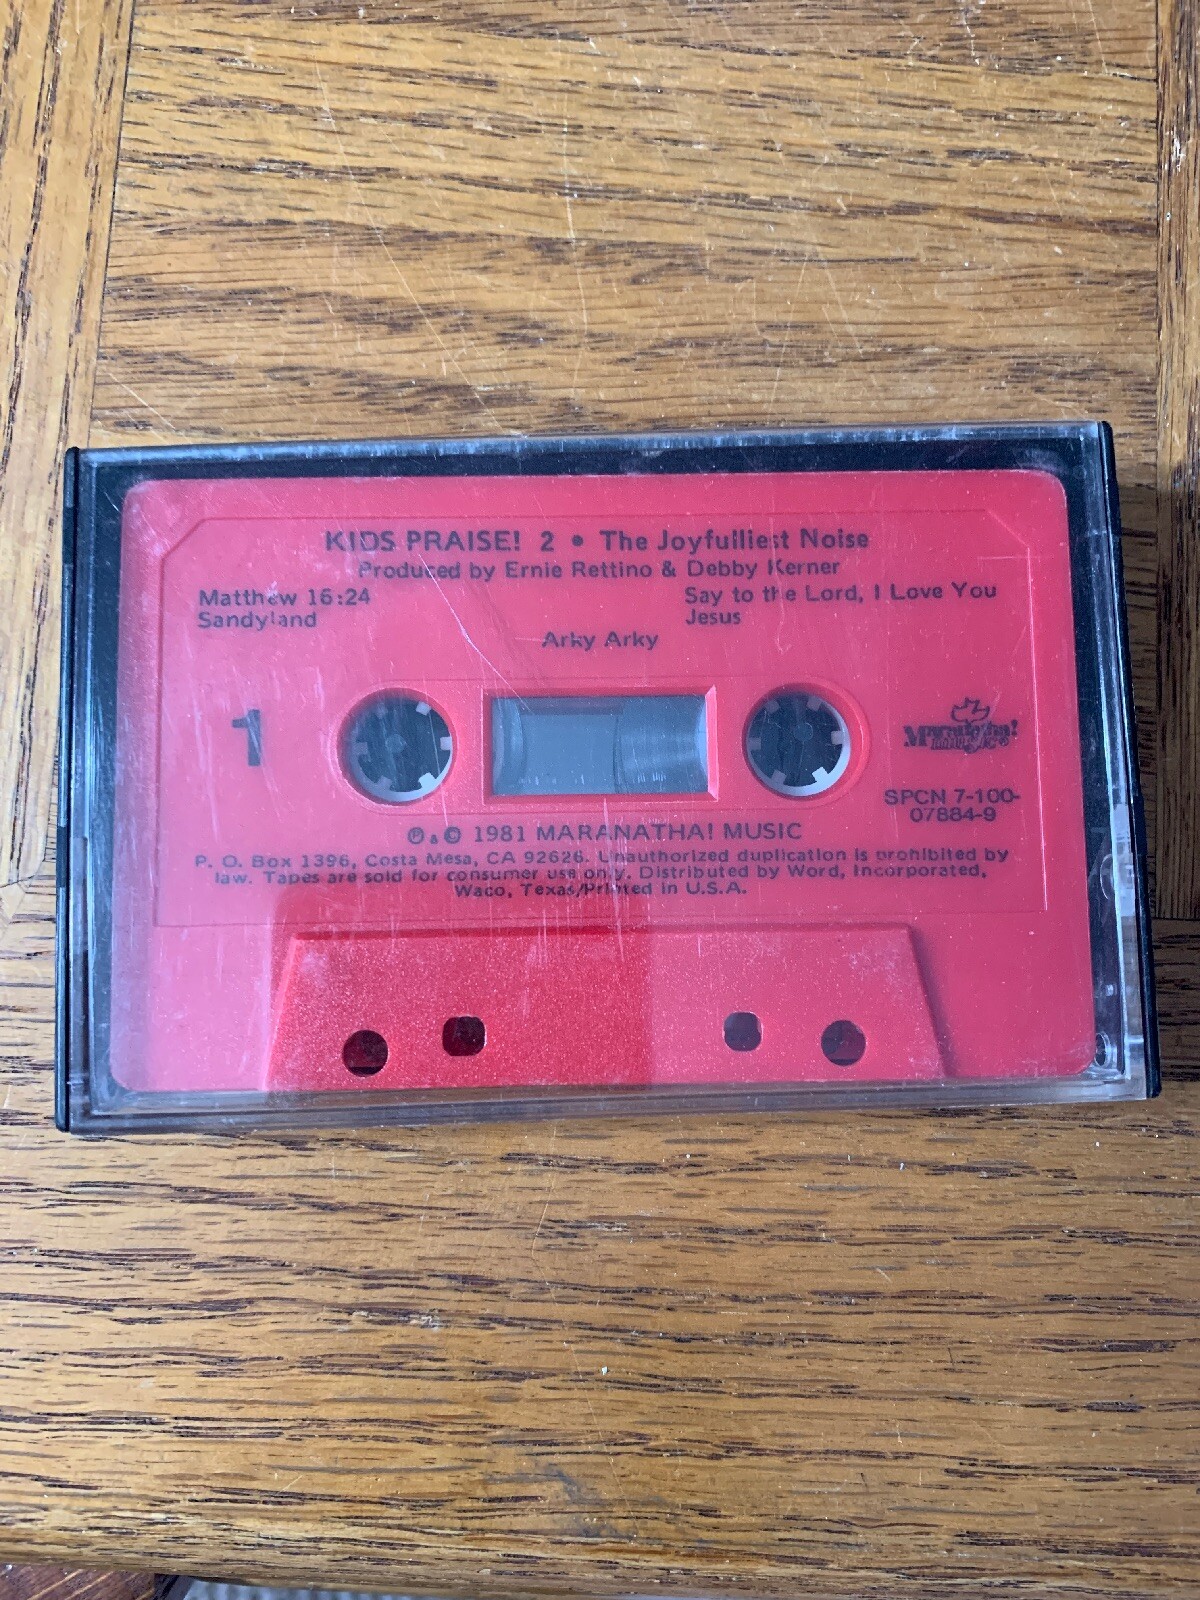 KIDS PRAISE! 2 • The Joyfulliest Noise
Produced by Ernie Rettino & Debby Kerner
Matthew 16:24
Say to the Lord, I Love You
Sandyland
Jesus
Arky Arky
1
Maranatha!
SPCN 7-100-
07884-9
℗ & © 1981 MARANATHA! MUSIC
P. O. Box 1396, Costa Mesa, CA 92626. Unauthorized duplication is prohibited by
law. Tapes are sold for consumer use only. Distributed by Word, Incorporated,
Waco, Texas/Printed in U.S.A.